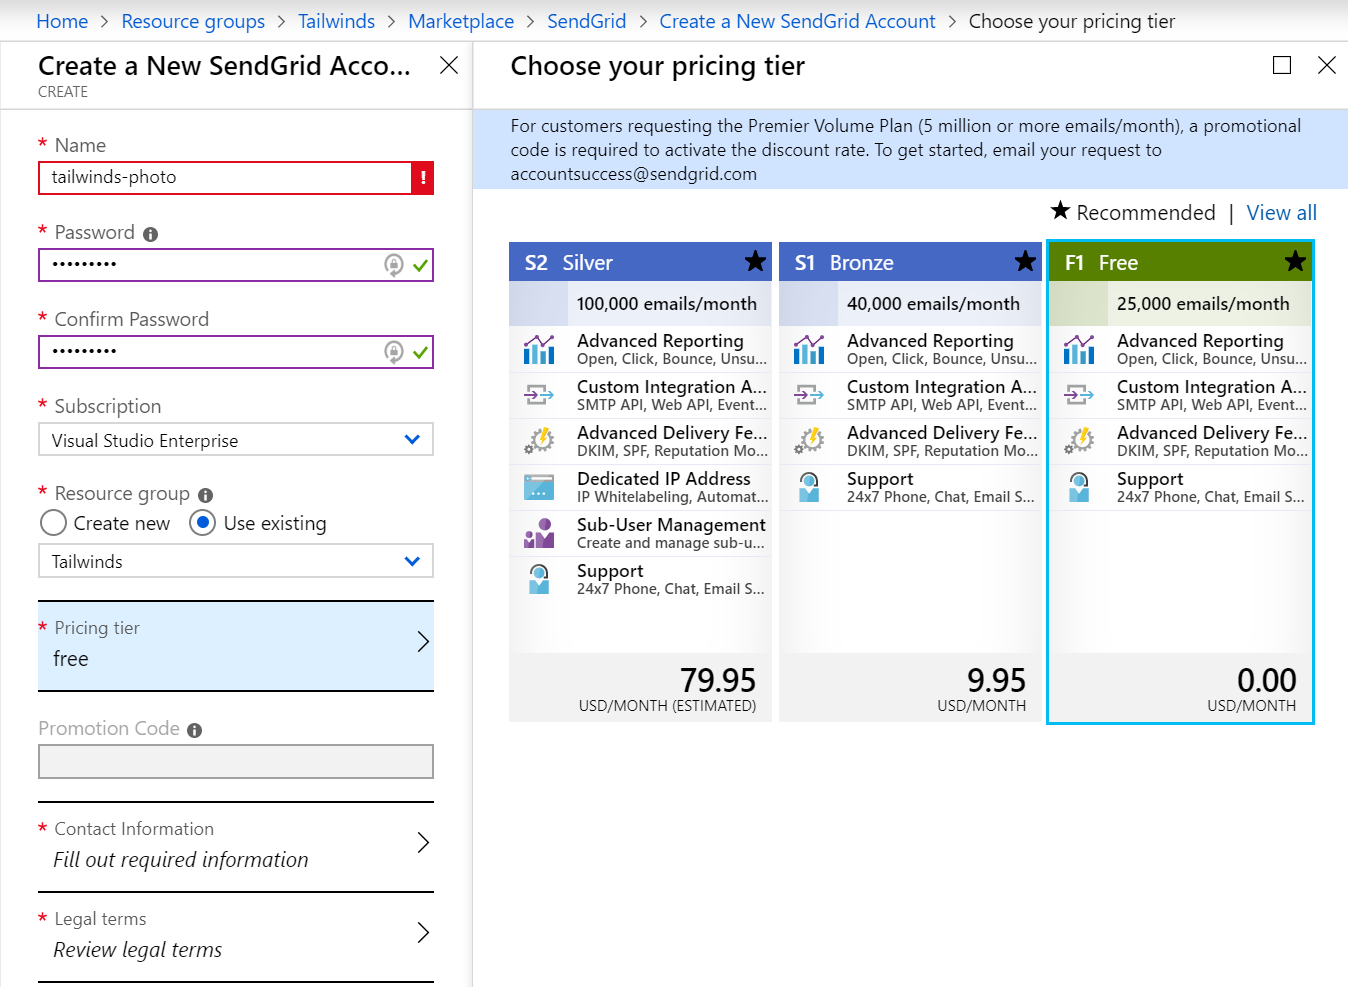 Home > Resource groups > Tailwinds > Marketplace > SendGrid > Create a New SendGrid Account > Choose your pricing tier
Create a New SendGrid Acco...
CREATE
* Name
tailwinds-photo
!
* Password
•••••••••
* Confirm Password
•••••••••
* Subscription
Visual Studio Enterprise
* Resource group
Create new
Use existing
Tailwinds
* Pricing tier
free
Promotion Code
* Contact Information
Fill out required information
* Legal terms
Review legal terms
Choose your pricing tier
For customers requesting the Premier Volume Plan (5 million or more emails/month), a promotional
code is required to activate the discount rate. To get started, email your request to
accountsuccess@sendgrid.com
★ Recommended | View all
S2 Silver
100,000 emails/month
Advanced Reporting
Open, Click, Bounce, Unsu...
Custom Integration A...
SMTP API, Web API, Event...
Advanced Delivery Fe...
DKIM, SPF, Reputation Mo...
Dedicated IP Address
IP Whitelabeling, Automat...
Sub-User Management
Create and manage sub-u...
Support
24x7 Phone, Chat, Email S...
79.95
USD/MONTH (ESTIMATED)
S1 Bronze
40,000 emails/month
Advanced Reporting
Open, Click, Bounce, Unsu...
Custom Integration A...
SMTP API, Web API, Event...
Advanced Delivery Fe...
DKIM, SPF, Reputation Mo...
Support
24x7 Phone, Chat, Email S...
9.95
USD/MONTH
F1 Free
25,000 emails/month
Advanced Reporting
Open, Click, Bounce, Unsu...
Custom Integration A...
SMTP API, Web API, Event...
Advanced Delivery Fe...
DKIM, SPF, Reputation Mo...
Support
24x7 Phone, Chat, Email S...
0.00
USD/MONTH